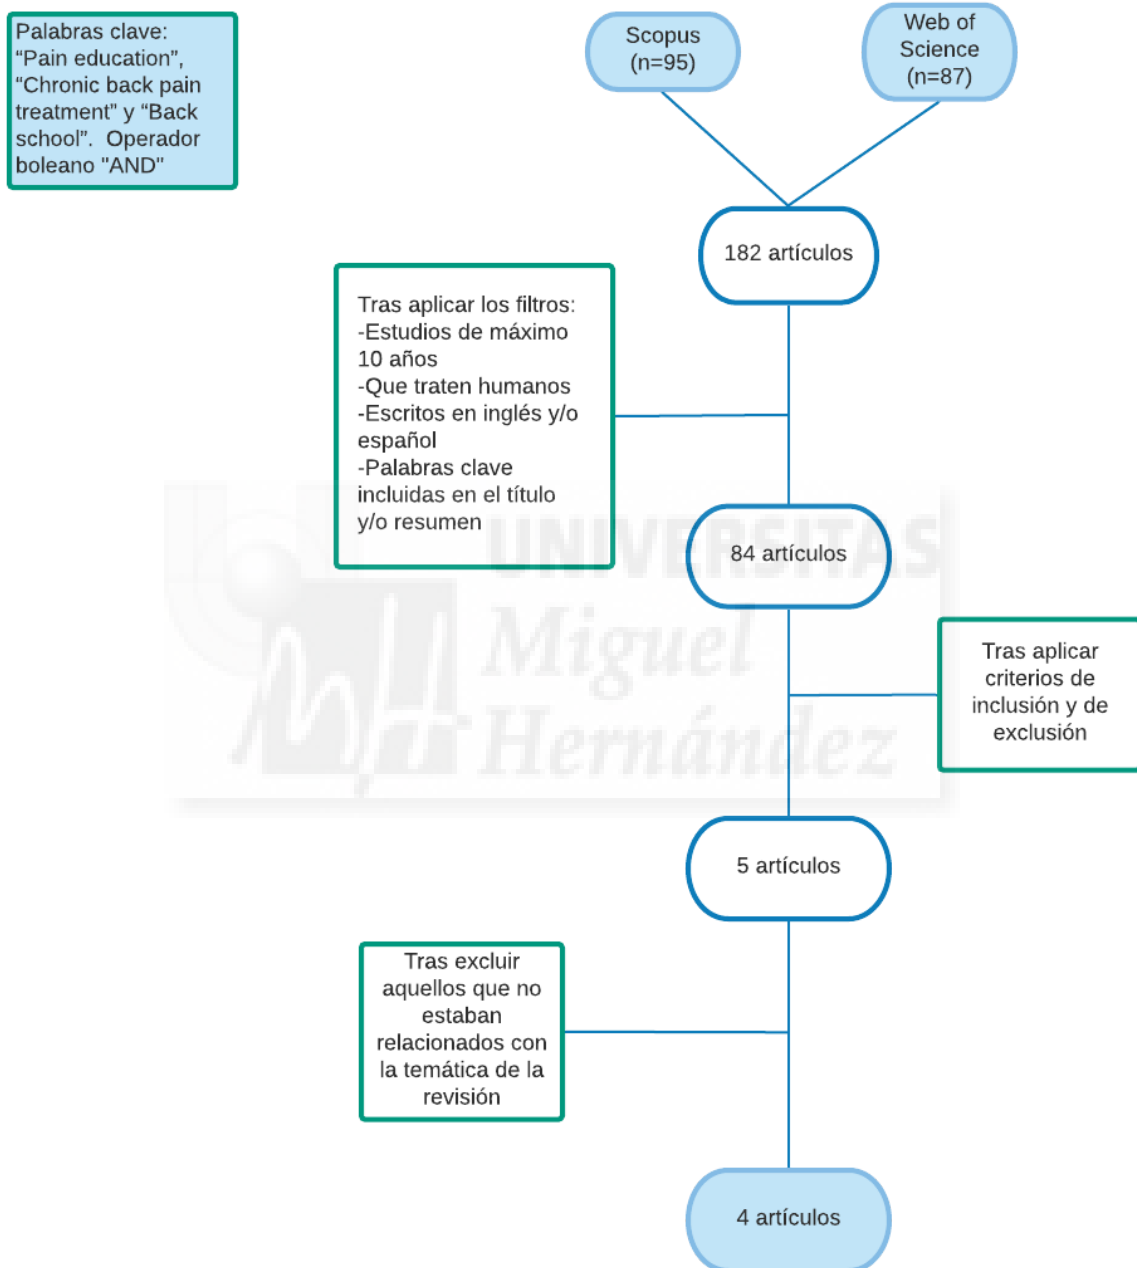 Palabras clave:
“Pain education”,
“Chronic back pain
treatment” y “Back
school”. Operador
boleano "AND"
Scopus
(n=95)
Web of
Science
(n=87)
182 artículos
Tras aplicar los filtros:
-Estudios de máximo
10 años
-Que traten humanos
-Escritos en inglés y/o
español
-Palabras clave
incluidas en el título
y/o resumen
UNIVERSITAS
Miguel
Hernández
84 artículos
Tras aplicar
criterios de
inclusión y de
exclusión
5 artículos
Tras excluir
aquellos que no
estaban
relacionados con
la temática de la
revisión
4 artículos